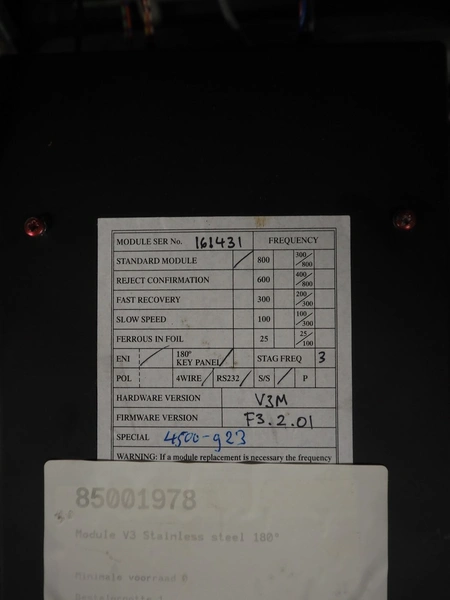 MODULE SER No. 161431 FREQUENCY
STANDARD MODULE / 800 300/800
REJECT CONFIRMATION 600 400/800
FAST RECOVERY 300 200/300
SLOW SPEED 100 100/300
FERROUS IN FOIL 25 25/100
ENI / 180° KEY PANEL / STAG FREQ 3
POL 4WIRE / RS232 / S/S / P
HARDWARE VERSION V3M
FIRMWARE VERSION F3.2.01
SPECIAL 4500-923
WARNING: If a module replacement is necessary the frequency
85001978
Module V3 Stainless steel 180°
Minimale voorraad 0